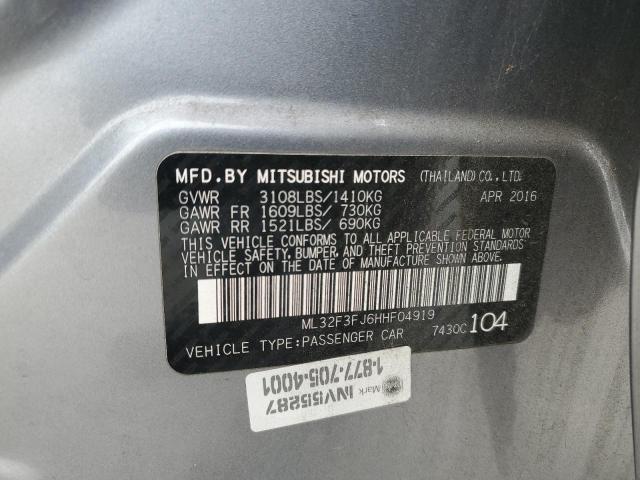 MFD.BY MITSUBISHI MOTORS (THAILAND) CO., LTD.
GVWR 3108LBS/1410KG APR 2016
GAWR FR 1609LBS/ 730KG
GAWR RR 1521LBS/ 690KG
THIS VEHICLE CONFORMS TO ALL APPLICABLE FEDERAL MOTOR
VEHICLE SAFETY, BUMPER, AND THEFT PREVENTION STANDARDS
IN EFFECT ON THE DATE OF MANUFACTURE SHOWN ABOVE.
ML32F3FJ6HHF04919
VEHICLE TYPE:PASSENGER CAR 7430C 104
Mark INV555287
1-877-705-4001